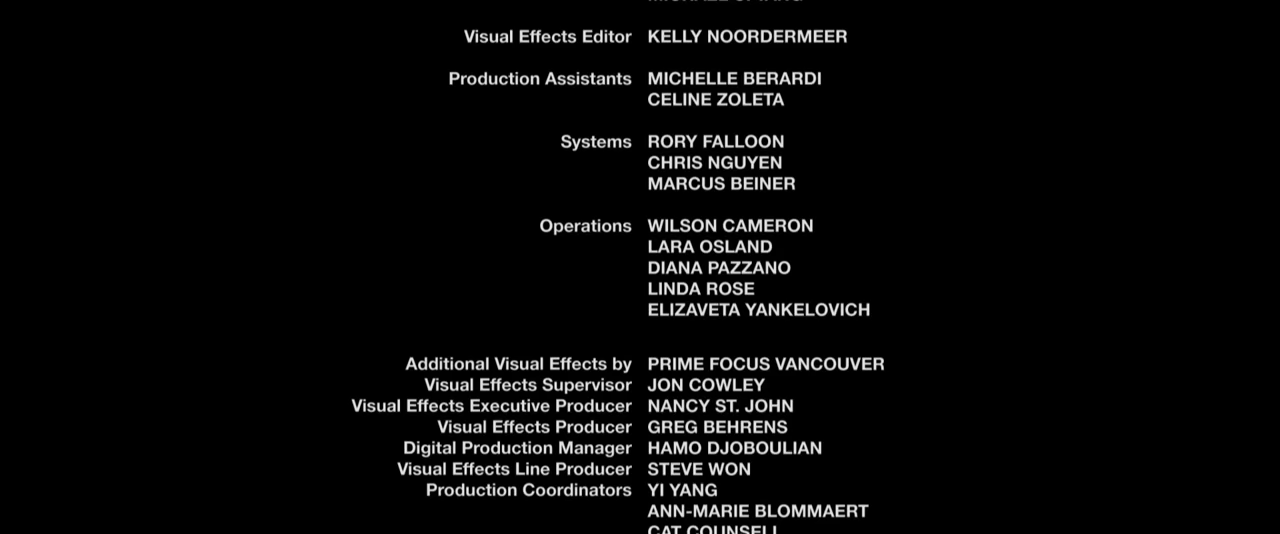 Visual Effects Editor KELLY NOORDERMEER
Production Assistants MICHELLE BERARDI
CELINE ZOLETA
Systems RORY FALLOON
CHRIS NGUYEN
MARCUS BEINER
Operations WILSON CAMERON
LARA OSLAND
DIANA PAZZANO
LINDA ROSE
ELIZAVETA YANKELOVICH
Additional Visual Effects by PRIME FOCUS VANCOUVER
Visual Effects Supervisor JON COWLEY
Visual Effects Executive Producer NANCY ST. JOHN
Visual Effects Producer GREG BEHRENS
Digital Production Manager HAMO DJOBOULIAN
Visual Effects Line Producer STEVE WON
Production Coordinators YI YANG
ANN-MARIE BLOMMAERT
CAT COUNSELL